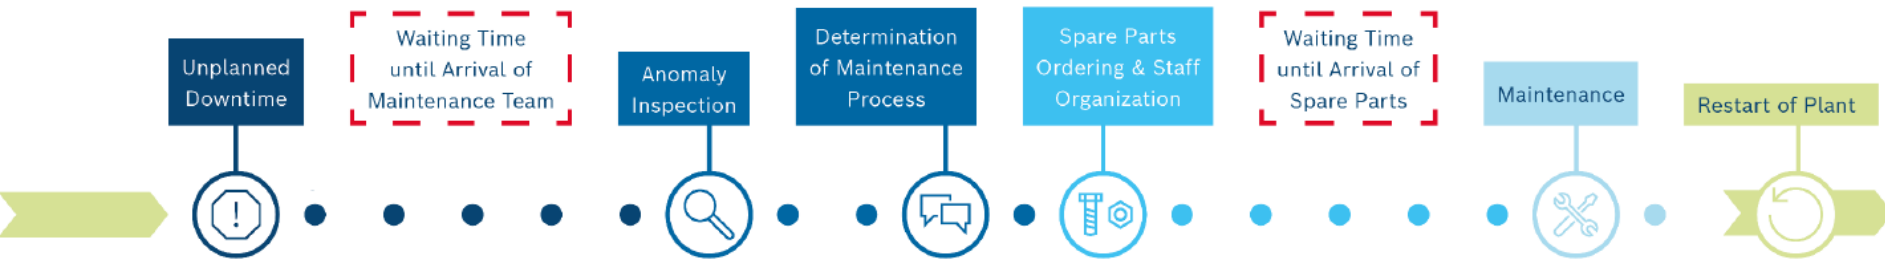 Unplanned
Downtime
Waiting Time
until Arrival of
Maintenance Team
Anomaly
Inspection
Determination
of Maintenance
Process
Spare Parts
Ordering & Staff
Organization
Waiting Time
until Arrival of
Spare Parts
Maintenance
Restart of Plant